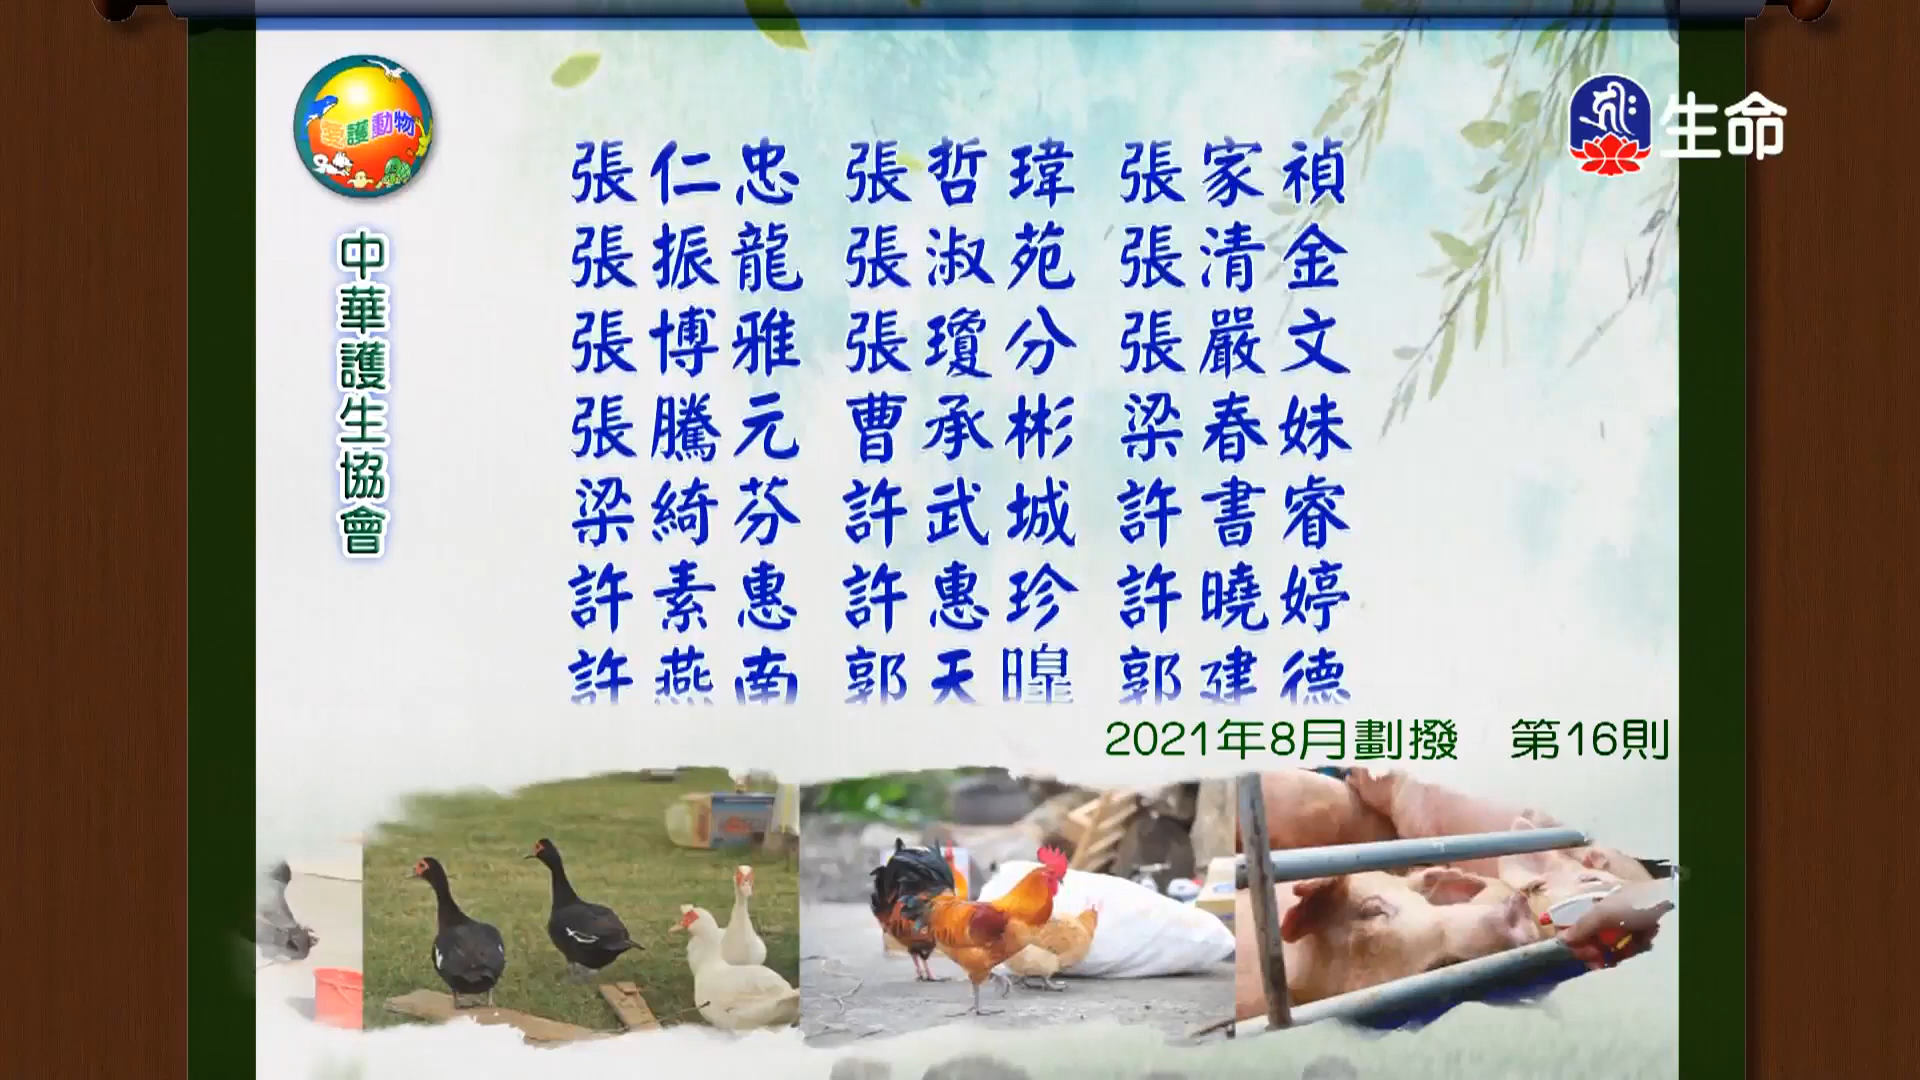 愛護動物
生命
中華護生協會
張仁忠 張哲瑋 張家禎
張振龍 張淑苑 張清金
張博雅 張瓊分 張嚴文
張騰元 曹承彬 梁春妹
梁綺芬 許武城 許書睿
許素惠 許惠珍 許曉婷
許燕南 郭天 郭建德
2021年8月劃撥 第16則